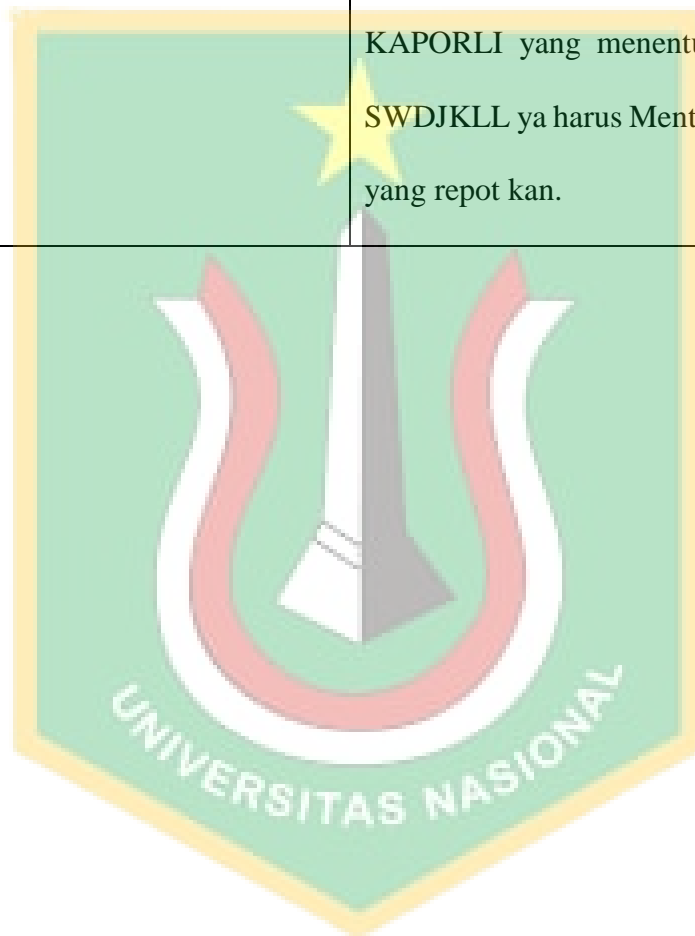 KAPORLI yang menentu
SWDJKLL ya harus Ment
yang repot kan.
UNIVERSITAS NASIONAL